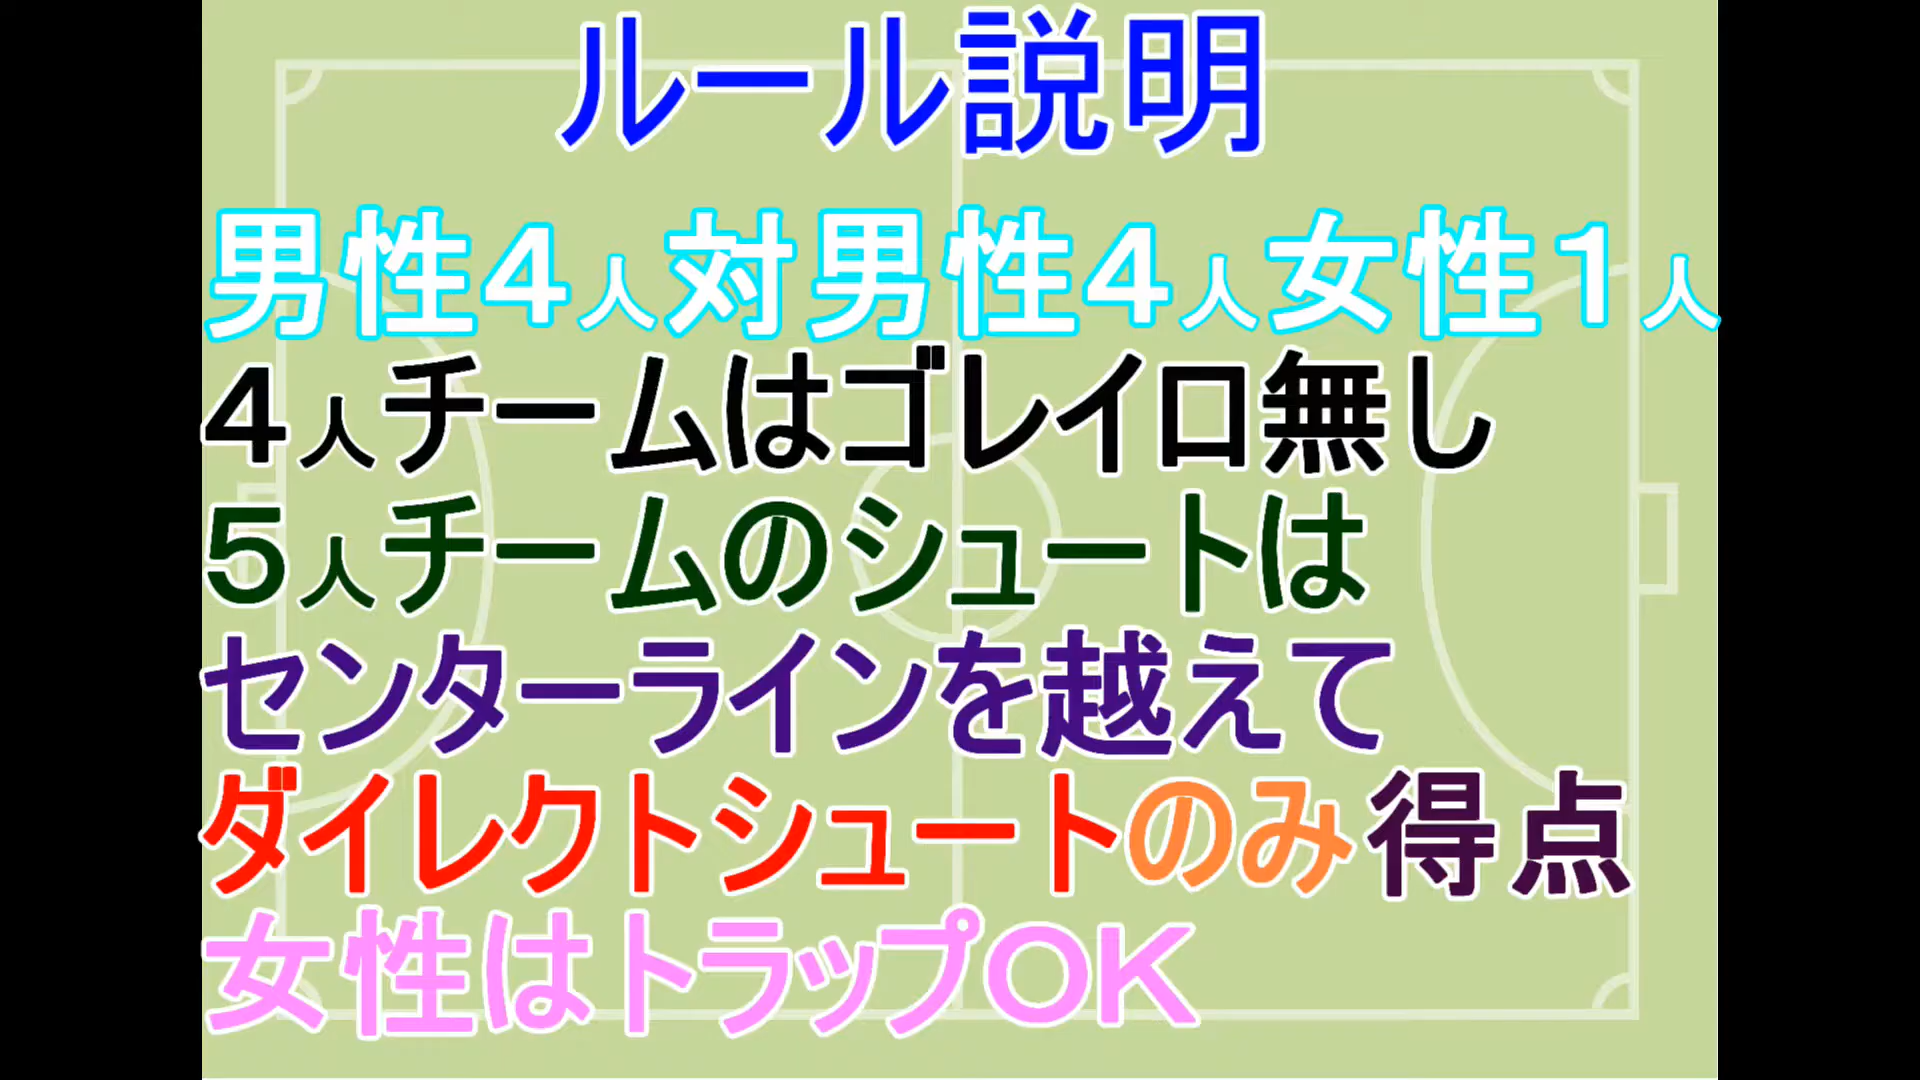 ルール説明
男性4人対男性4人女性1人
4人チームはゴレイロ無し
5人チームのシュートは
センターラインを越えて
ダイレクトシュートのみ得点
女性はトラップOK